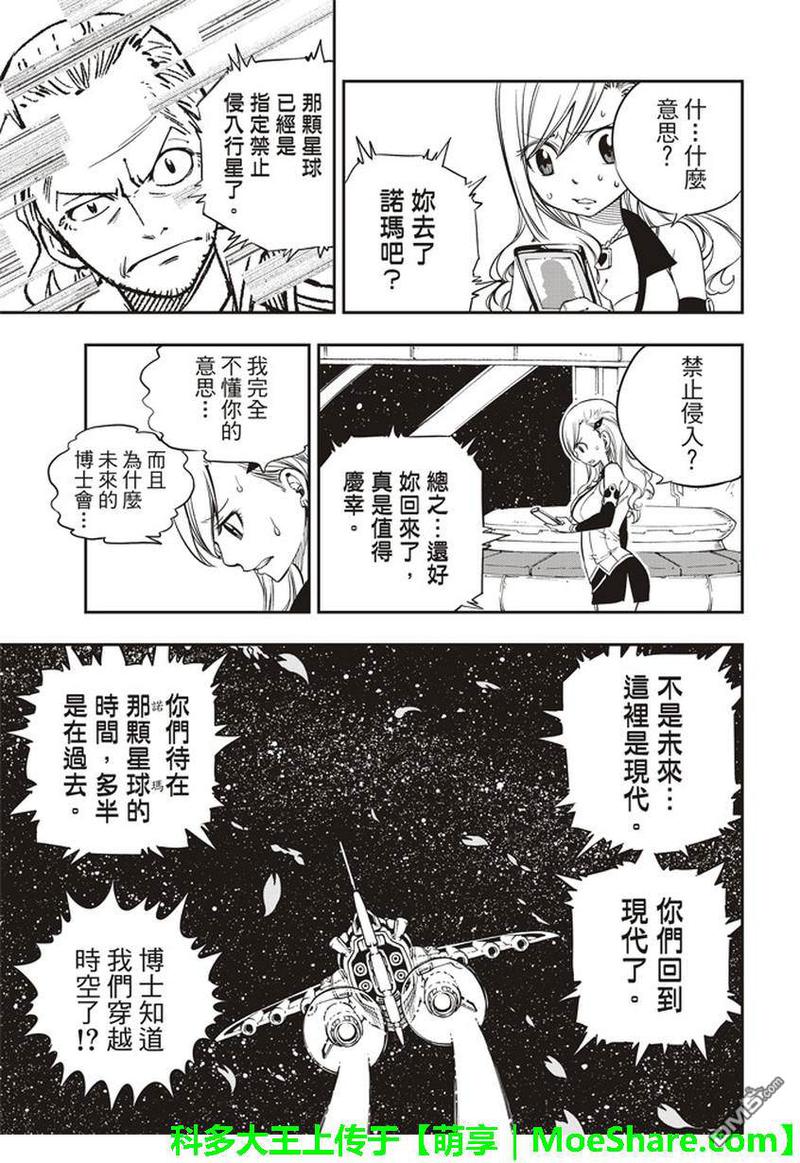 什…什麼
意思？
妳去了
諾瑪吧？
那顆星球
已經是
指定禁止
侵入行星了。
禁止侵入？
總之…還好
妳回來了，
真是值得
慶幸。
我完全
不懂你的
意思…
而且
為什麼
未來的
博士會…
不是未來…
這裡是現代。
你們回到
現代了。
你們待在
那顆星球的
諾瑪
時間，多半
是在過去。
博士知道
我們穿越
時空了!?
DM5.com
科多大王上传于【萌享｜MoeShare.com】